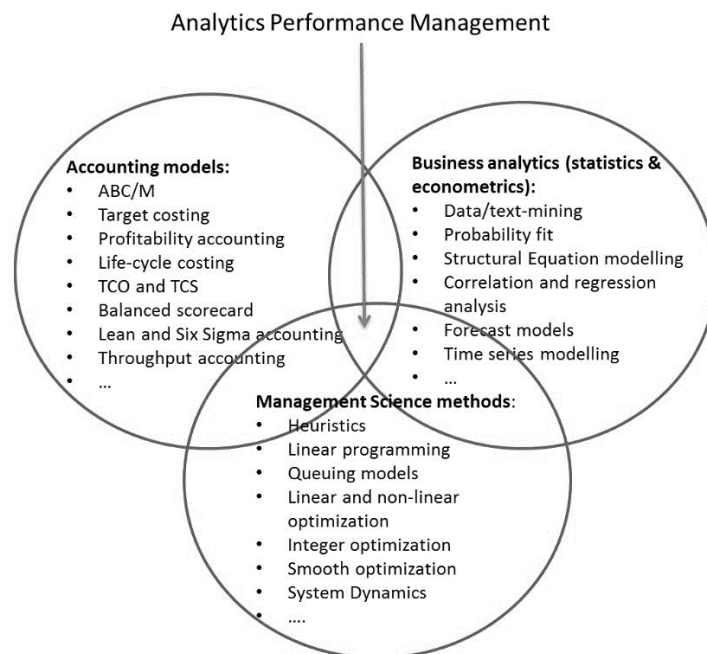 Analytics Performance Management
Accounting models:
• ABC/M
• Target costing
• Profitability accounting
• Life-cycle costing
• TCO and TCS
• Balanced scorecard
• Lean and Six Sigma accounting
• Throughput accounting
• ...
Business analytics (statistics &
econometrics):
• Data/text-mining
• Probability fit
• Structural Equation modelling
• Correlation and regression
analysis
• Forecast models
• Time series modelling
• ...
Management Science methods:
• Heuristics
• Linear programming
• Queuing models
• Linear and non-linear
optimization
• Integer optimization
• Smooth optimization
• System Dynamics
• ....